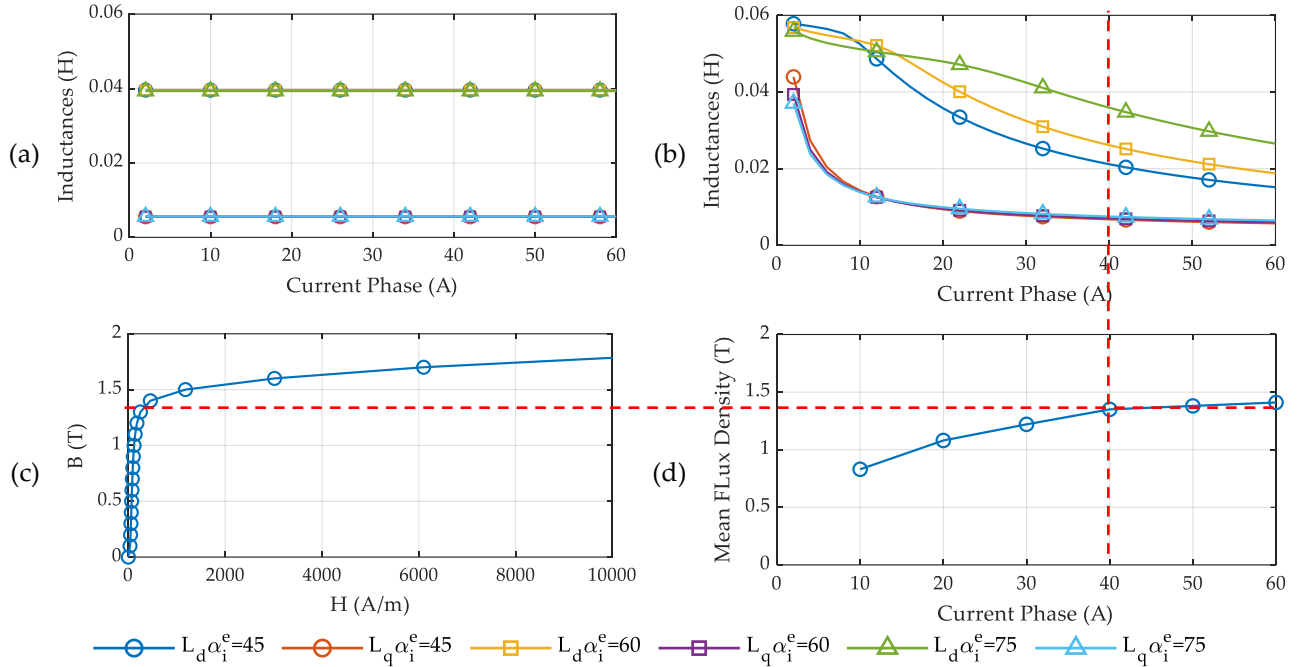 (a)
Inductances (H)
0.06
0.04
0.02
0
0 10 20 30 40 50 60
Current Phase (A)
(b)
Inductances (H)
0.06
0.04
0.02
0
0 10 20 30 40 50 60
Current Phase (A)
(c)
B (T)
2
1.5
1
0.5
0
0 2000 4000 6000 8000 10000
H (A/m)
(d)
Mean FLux Density (T)
2
1.5
1
0.5
0
0 10 20 30 40 50 60
Current Phase (A)
L_d α_i^e=45 L_q α_i^e=45 L_d α_i^e=60 L_q α_i^e=60 L_d α_i^e=75 L_q α_i^e=75